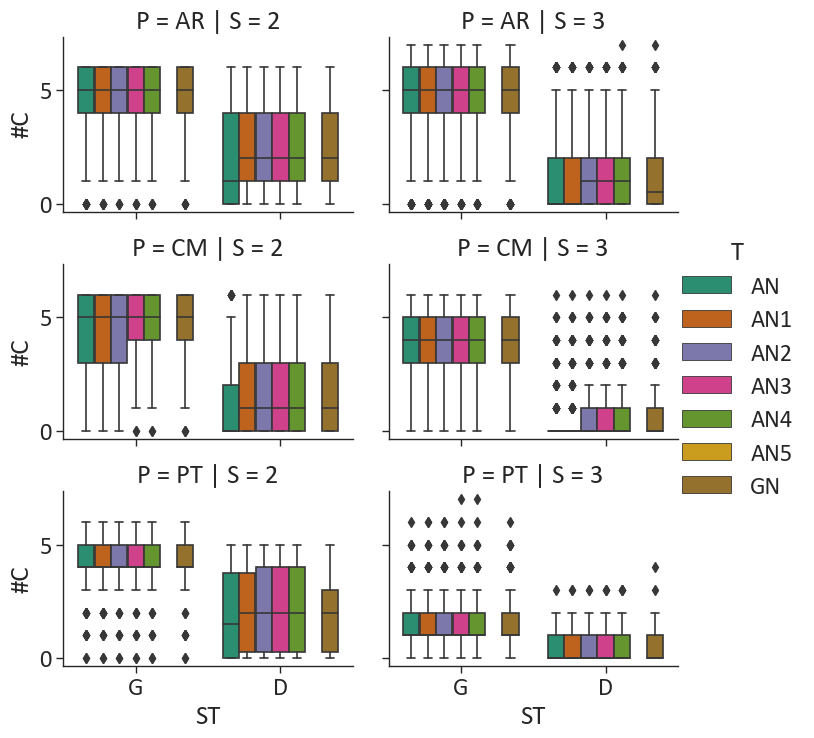 P = AR | S = 2
P = AR | S = 3
#C
5
0
P = CM | S = 2
P = CM | S = 3
#C
5
0
P = PT | S = 2
P = PT | S = 3
#C
5
0
G
D
G
D
ST
ST
T
AN
AN1
AN2
AN3
AN4
AN5
GN